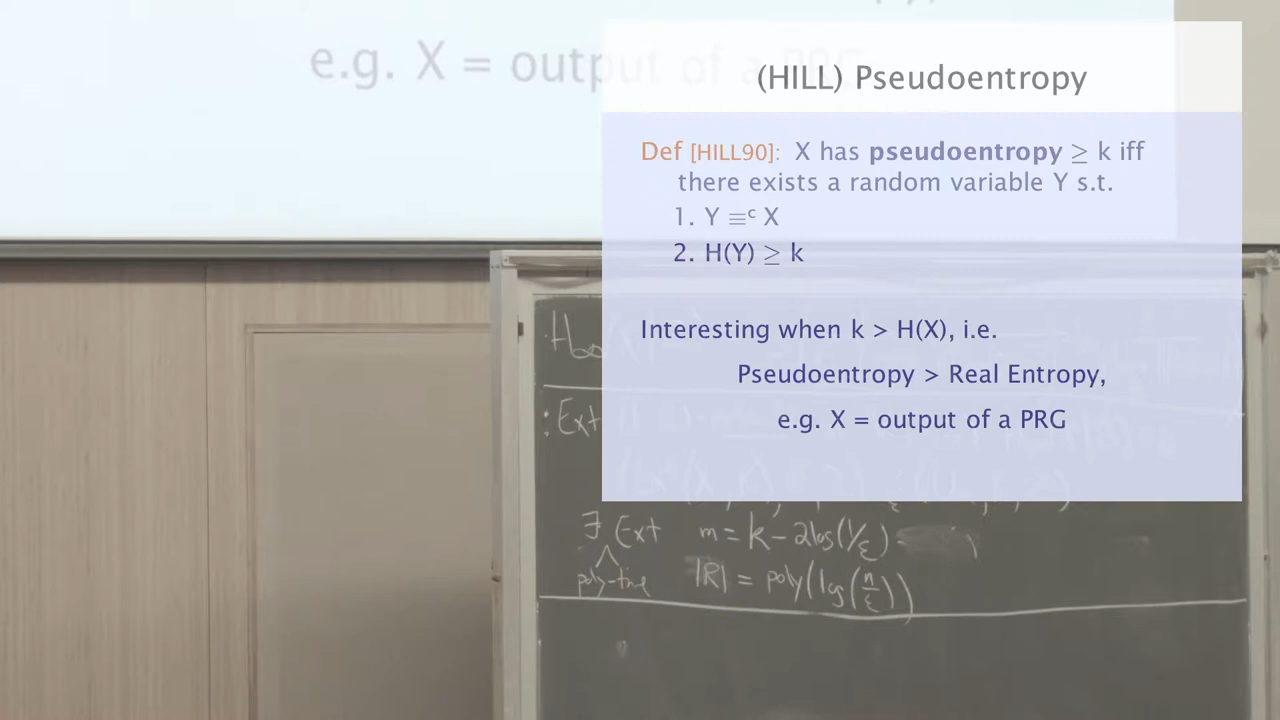 e.g. X = output of a
(HILL) Pseudoentropy
Def [HILL90]: X has pseudoentropy ≥ k iff
there exists a random variable Y s.t.
1. Y ≡ᶜ X
2. H(Y) ≥ k
Interesting when k > H(X), i.e.
Pseudoentropy > Real Entropy,
e.g. X = output of a PRG
H∞
: Ext
∃ Ext m = k - 2log(1/ε)
poly-time |R| = poly(log(n/ε))